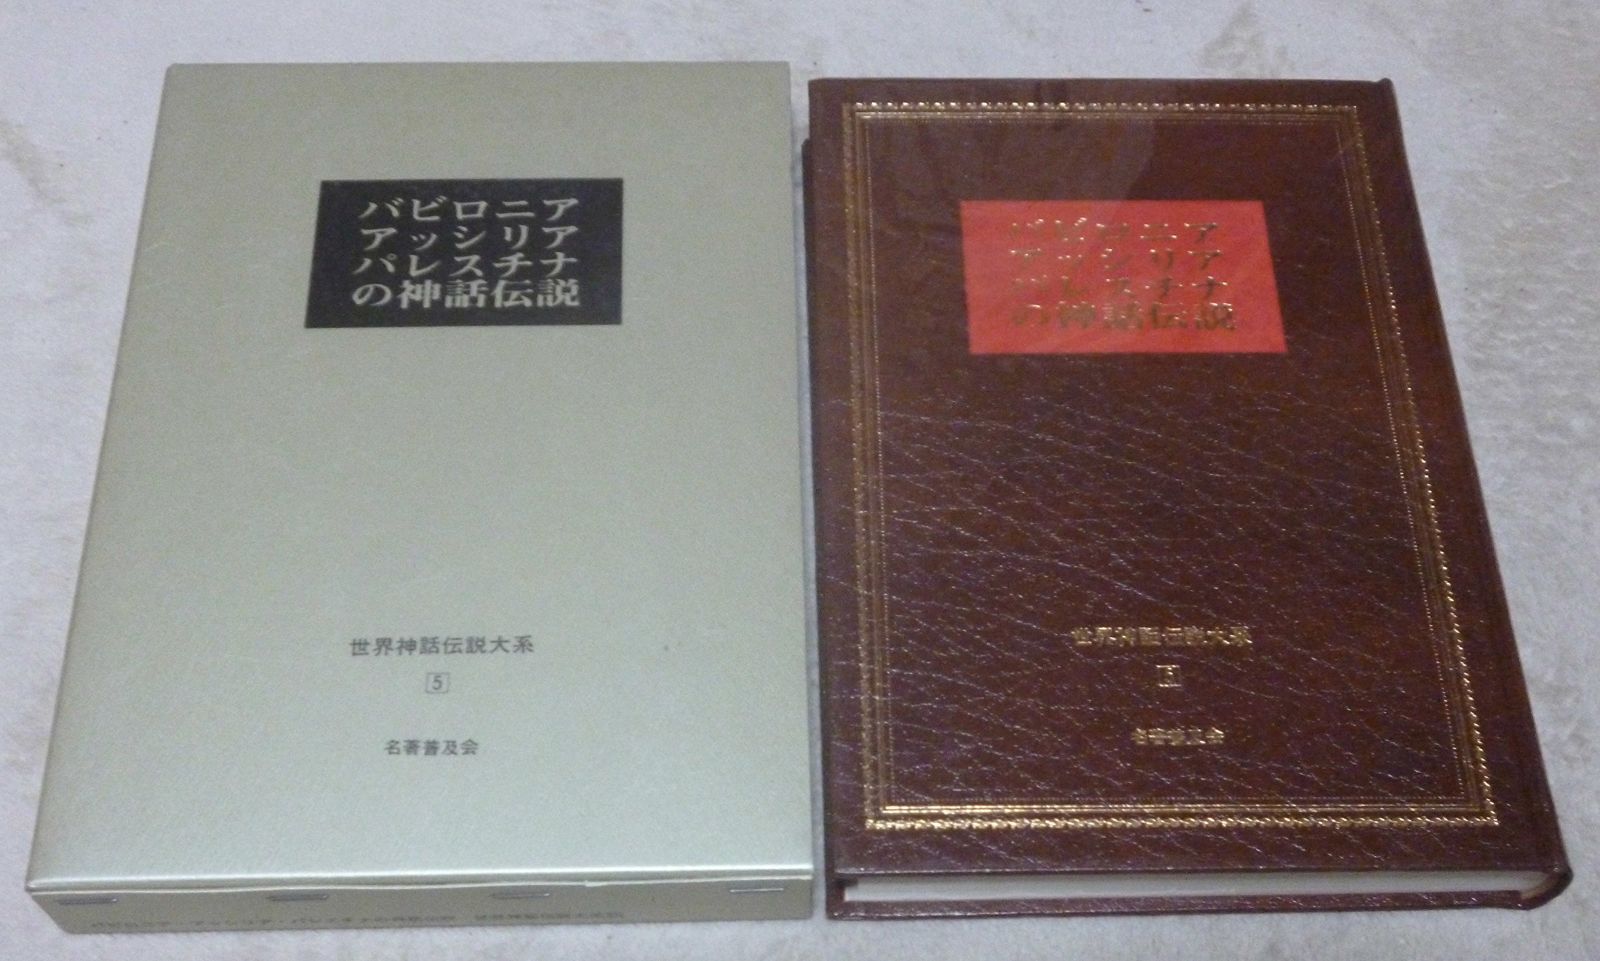 バビロニア
アッシリア
パレスチナ
の神話伝説
世界神話伝説大系
5
名著普及会
バビロニア
アッシリア
パレスチナ
の神話伝説
世界神話伝説大系
5
名著普及会